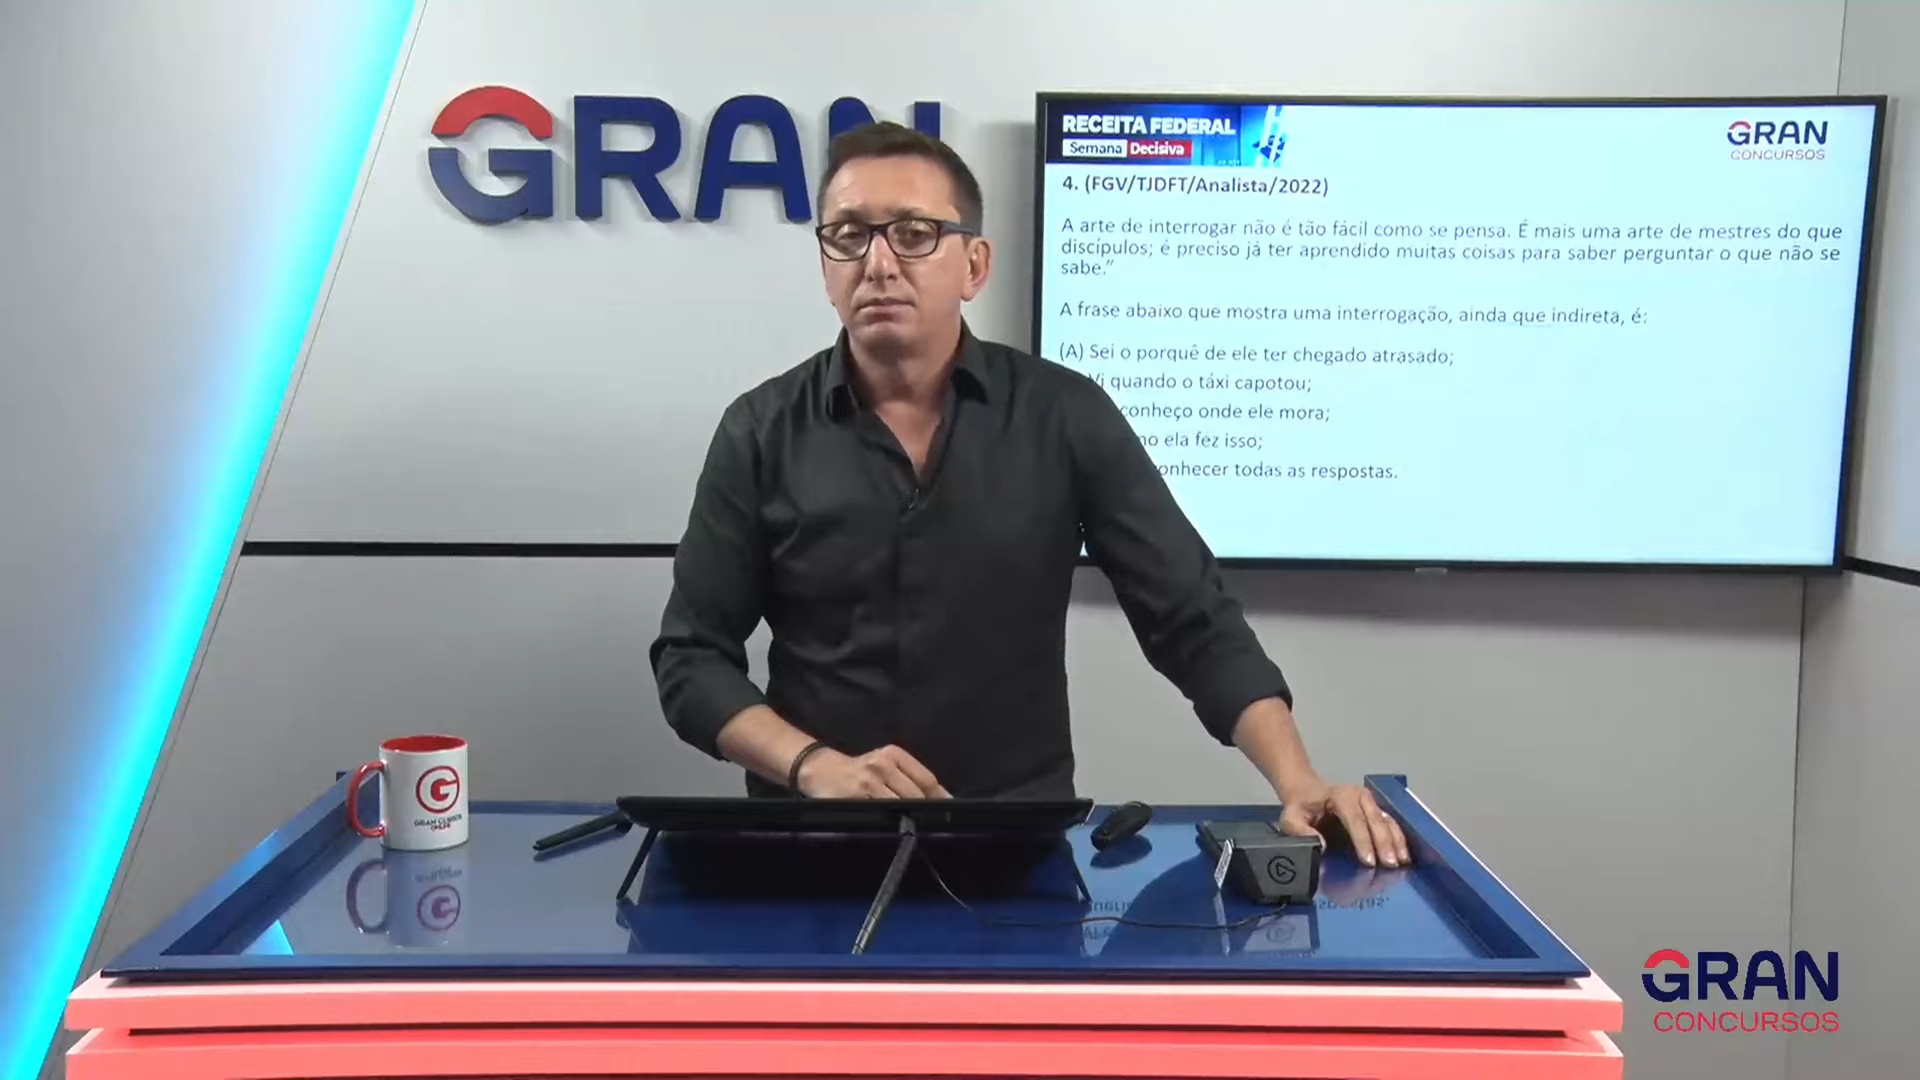 GRAN
RECEITA FEDERAL
Semana Decisiva
GRAN
CONCURSOS
4. (FGV/TJDFT/Analista/2022)
A arte de interrogar não é tão fácil como se pensa. É mais uma arte de mestres do que
discípulos; é preciso já ter aprendido muitas coisas para saber perguntar o que não se
sabe.”
A frase abaixo que mostra uma interrogação, ainda que indireta, é:
(A) Sei o porquê de ele ter chegado atrasado;
Vi quando o táxi capotou;
conheço onde ele mora;
ela fez isso;
onhecer todas as respostas.
G
GRAN CURSOS
ONLINE
GRAN
CONCURSOS